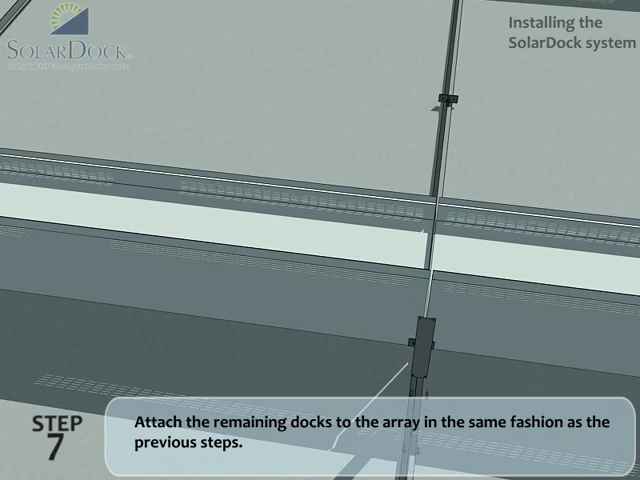 SOLARDOCK
Installing the
SolarDock system
STEP
7
Attach the remaining docks to the array in the same fashion as the
previous steps.